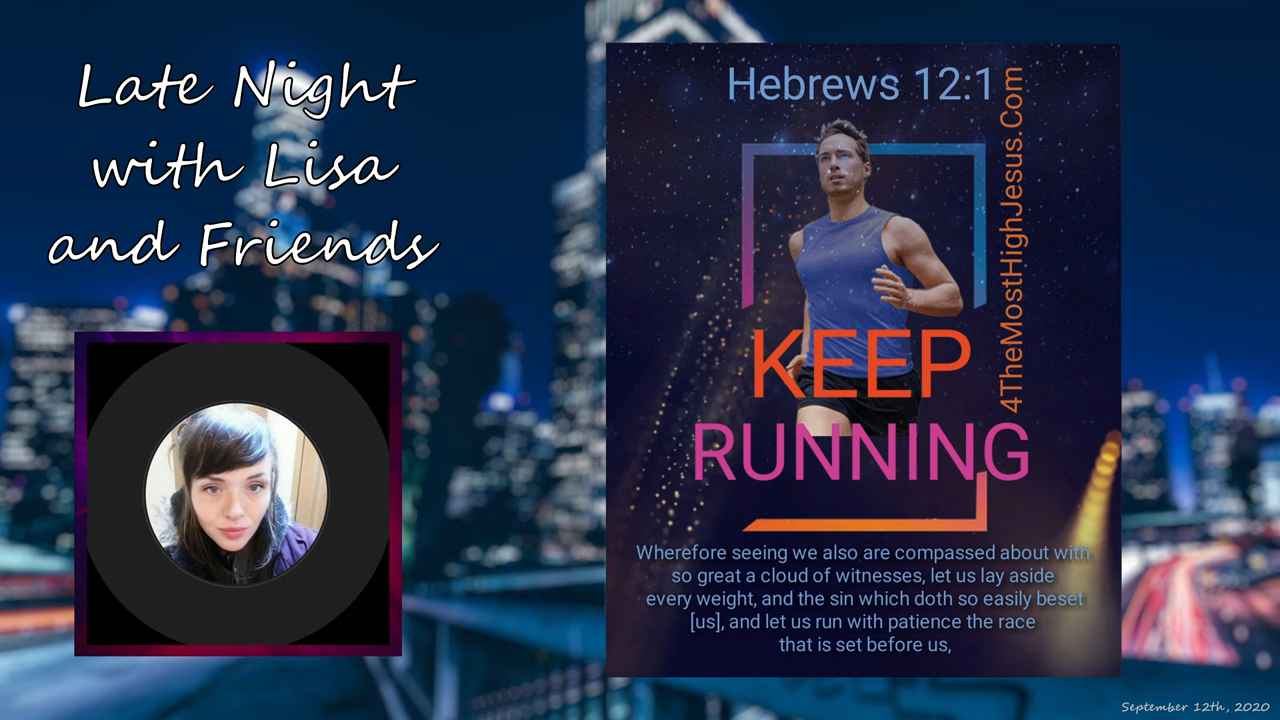 Late Night
with Lisa
and Friends
Hebrews 12:1
4TheMostHighJesus.Com
KEEP
RUNNING
Wherefore seeing we also are compassed about with
so great a cloud of witnesses, let us lay aside
every weight, and the sin which doth so easily beset
[us], and let us run with patience the race
that is set before us,
September 12th, 2020